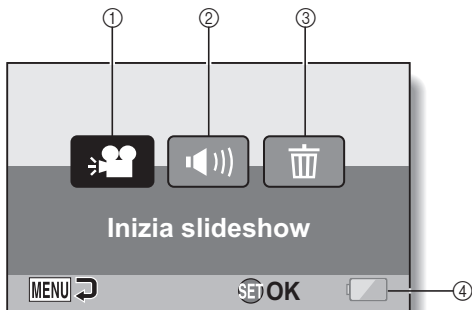 ① ② ③
Inizia slideshow
MENU SET OK ④